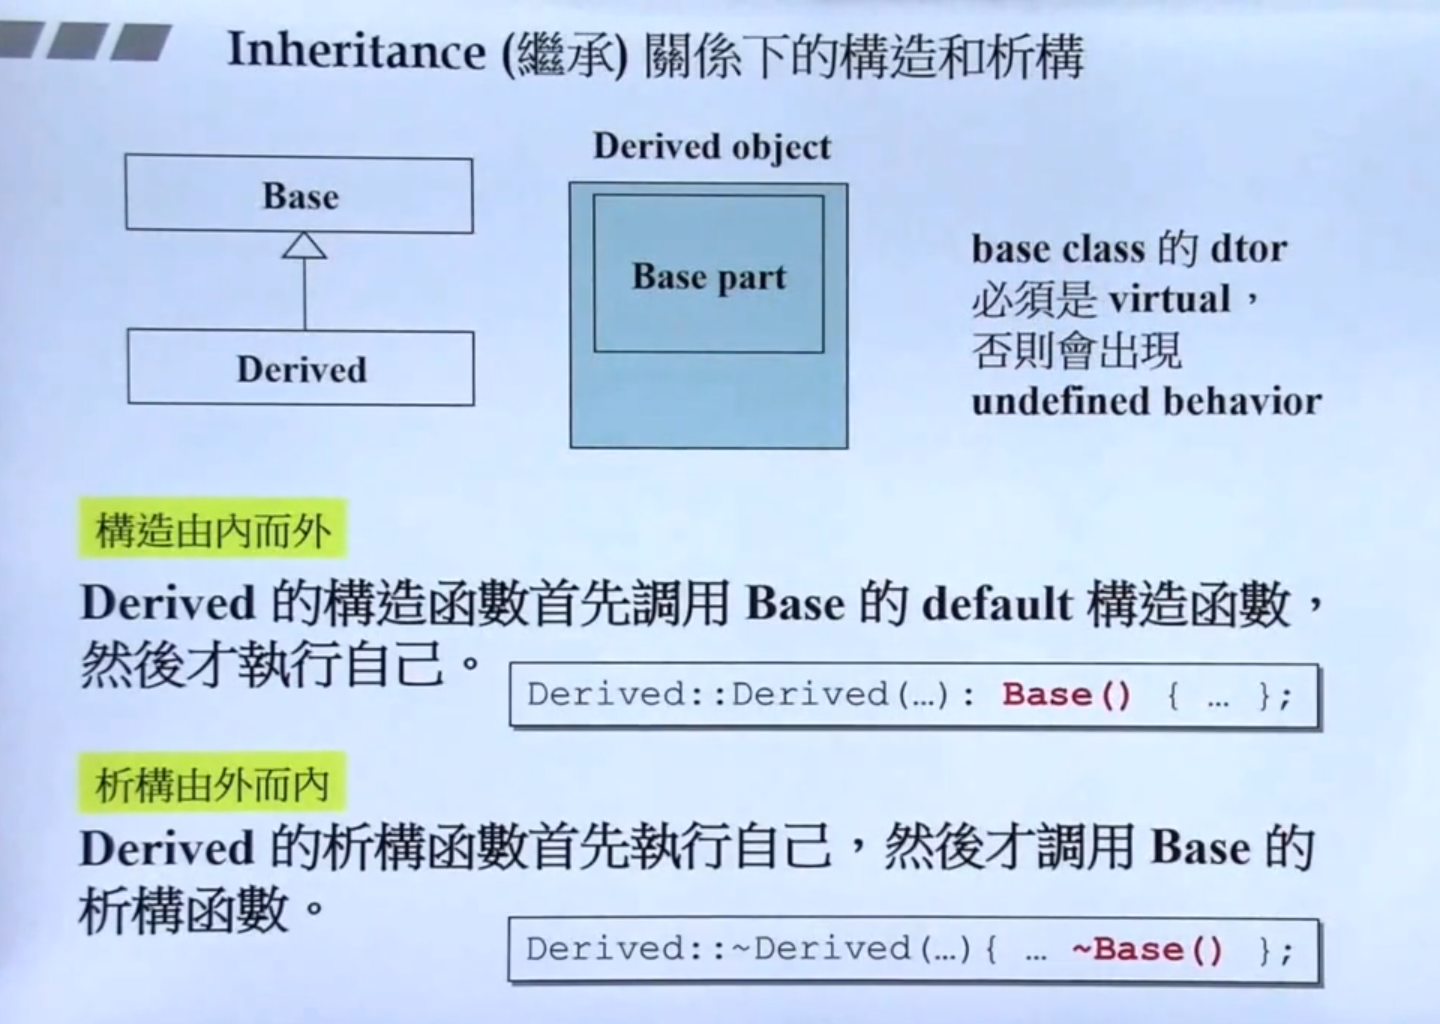 Inheritance (繼承) 關係下的構造和析構
Base
Derived
Derived object
Base part
base class 的 dtor
必須是 virtual，
否則會出現
undefined behavior
構造由內而外
Derived 的構造函數首先調用 Base 的 default 構造函數，
然後才執行自己。
Derived::Derived(…): Base() { … };
析構由外而內
Derived 的析構函數首先執行自己，然後才調用 Base 的
析構函數。
Derived::~Derived(…){ … ~Base() };